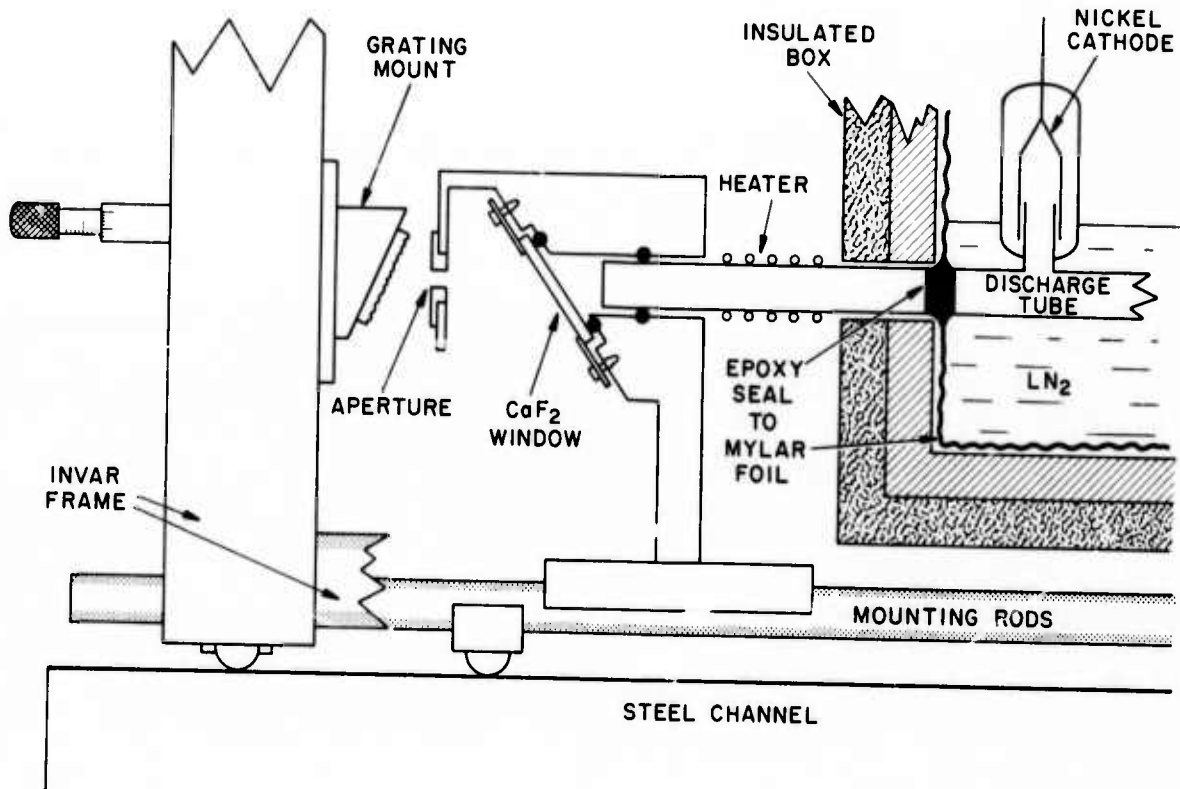 GRATING
MOUNT
INSULATED
BOX
NICKEL
CATHODE
HEATER
DISCHARGE
TUBE
APERTURE
CaF₂
WINDOW
EPOXY
SEAL
TO
MYLAR
FOIL
LN₂
INVAR
FRAME
MOUNTING RODS
STEEL CHANNEL